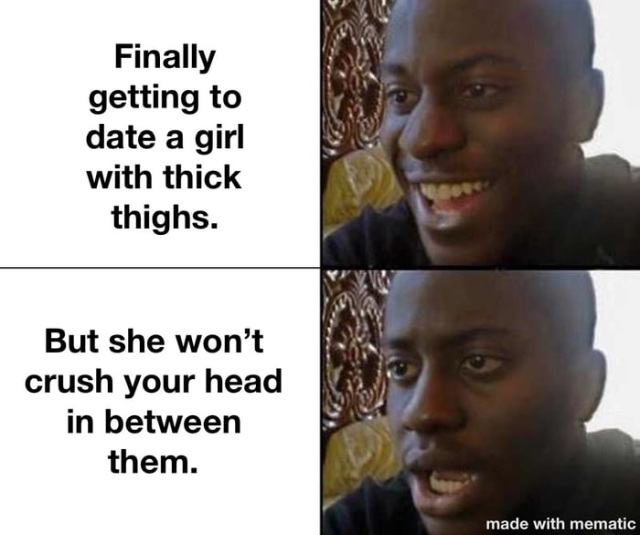 Finally
getting to
date a girl
with thick
thighs.
But she won’t
crush your head
in between
them.
made with mematic